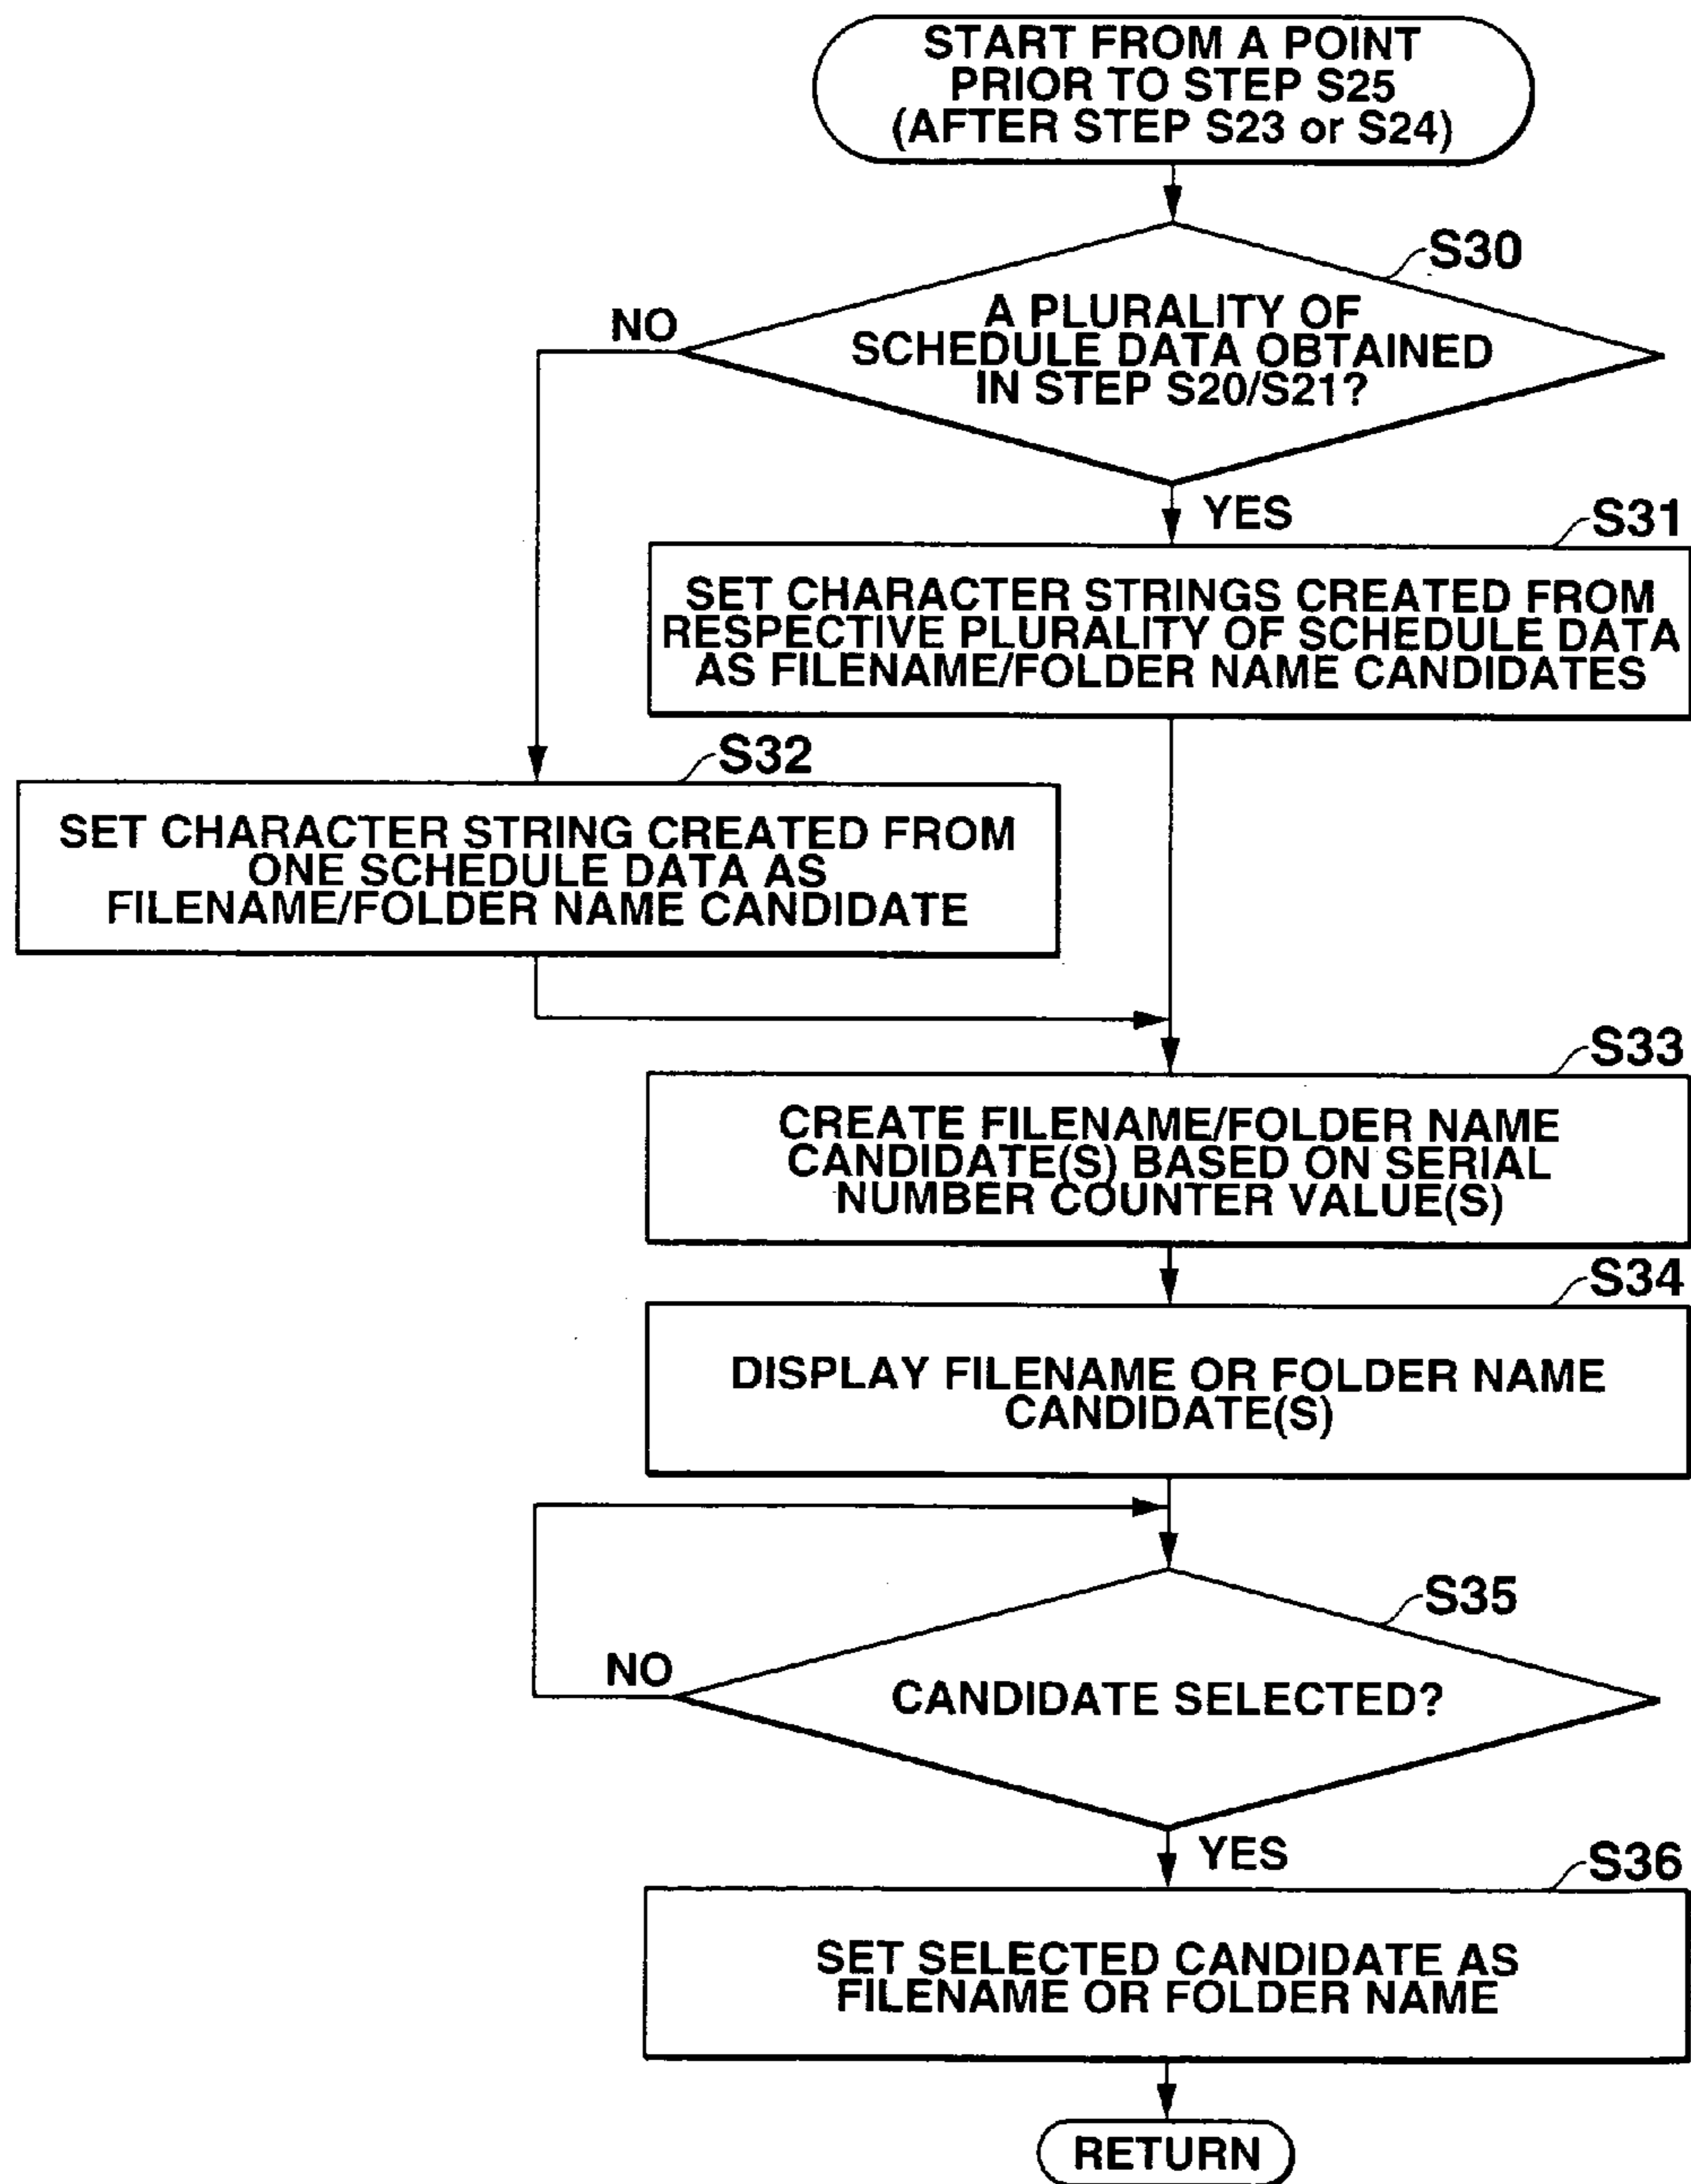 START FROM A POINT
PRIOR TO STEP S25
(AFTER STEP S23 or S24)
S30
NO
A PLURALITY OF
SCHEDULE DATA OBTAINED
IN STEP S20/S21?
YES
S31
SET CHARACTER STRINGS CREATED FROM
RESPECTIVE PLURALITY OF SCHEDULE DATA
AS FILENAME/FOLDER NAME CANDIDATES
S32
SET CHARACTER STRING CREATED FROM
ONE SCHEDULE DATA AS
FILENAME/FOLDER NAME CANDIDATE
S33
CREATE FILENAME/FOLDER NAME
CANDIDATE(S) BASED ON SERIAL
NUMBER COUNTER VALUE(S)
S34
DISPLAY FILENAME OR FOLDER NAME
CANDIDATE(S)
S35
NO
CANDIDATE SELECTED?
YES
S36
SET SELECTED CANDIDATE AS
FILENAME OR FOLDER NAME
RETURN